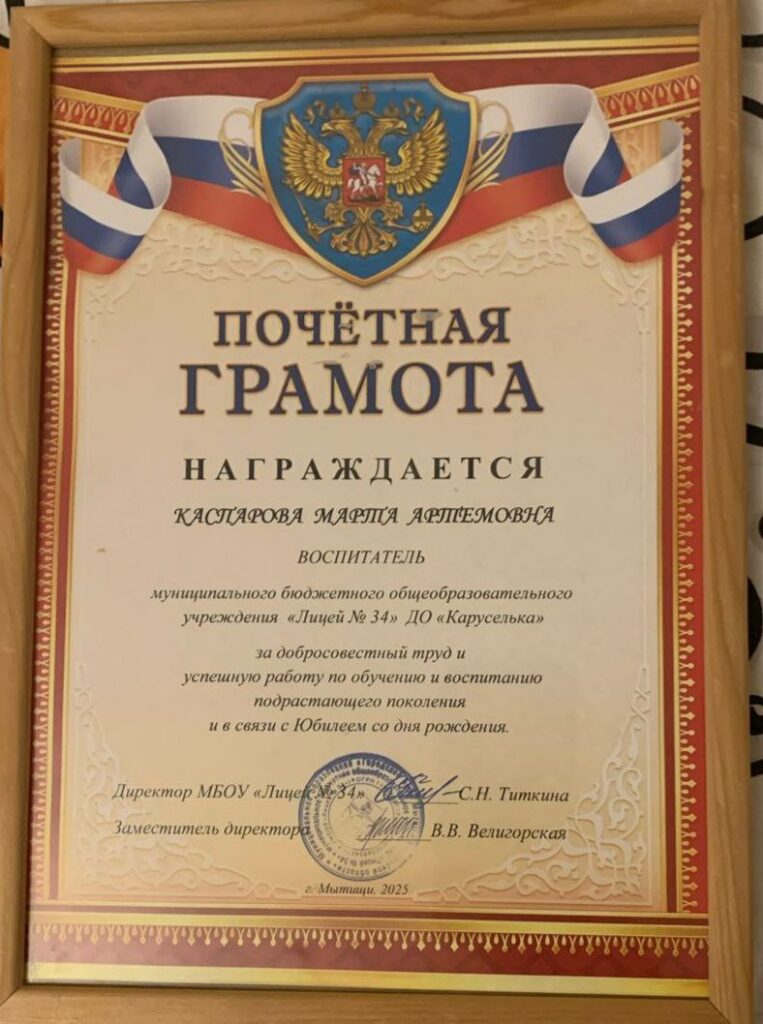 ПОЧЁТНАЯ
ГРАМОТА
НАГРАЖДАЕТСЯ
КАСПАРОВА МАРТА АРТЕМОВНА
ВОСПИТАТЕЛЬ
муниципального бюджетного общеобразовательного
учреждения «Лицей № 34» ДО «Каруселька»
за добросовестный труд и
успешную работу по обучению и воспитанию
подрастающего поколения
и в связи с Юбилеем со дня рождения.
Директор МБОУ «Лицей № 34» С.Н. Титкина
Заместитель директора В.В. Велигорская
г. Мытищи, 2025